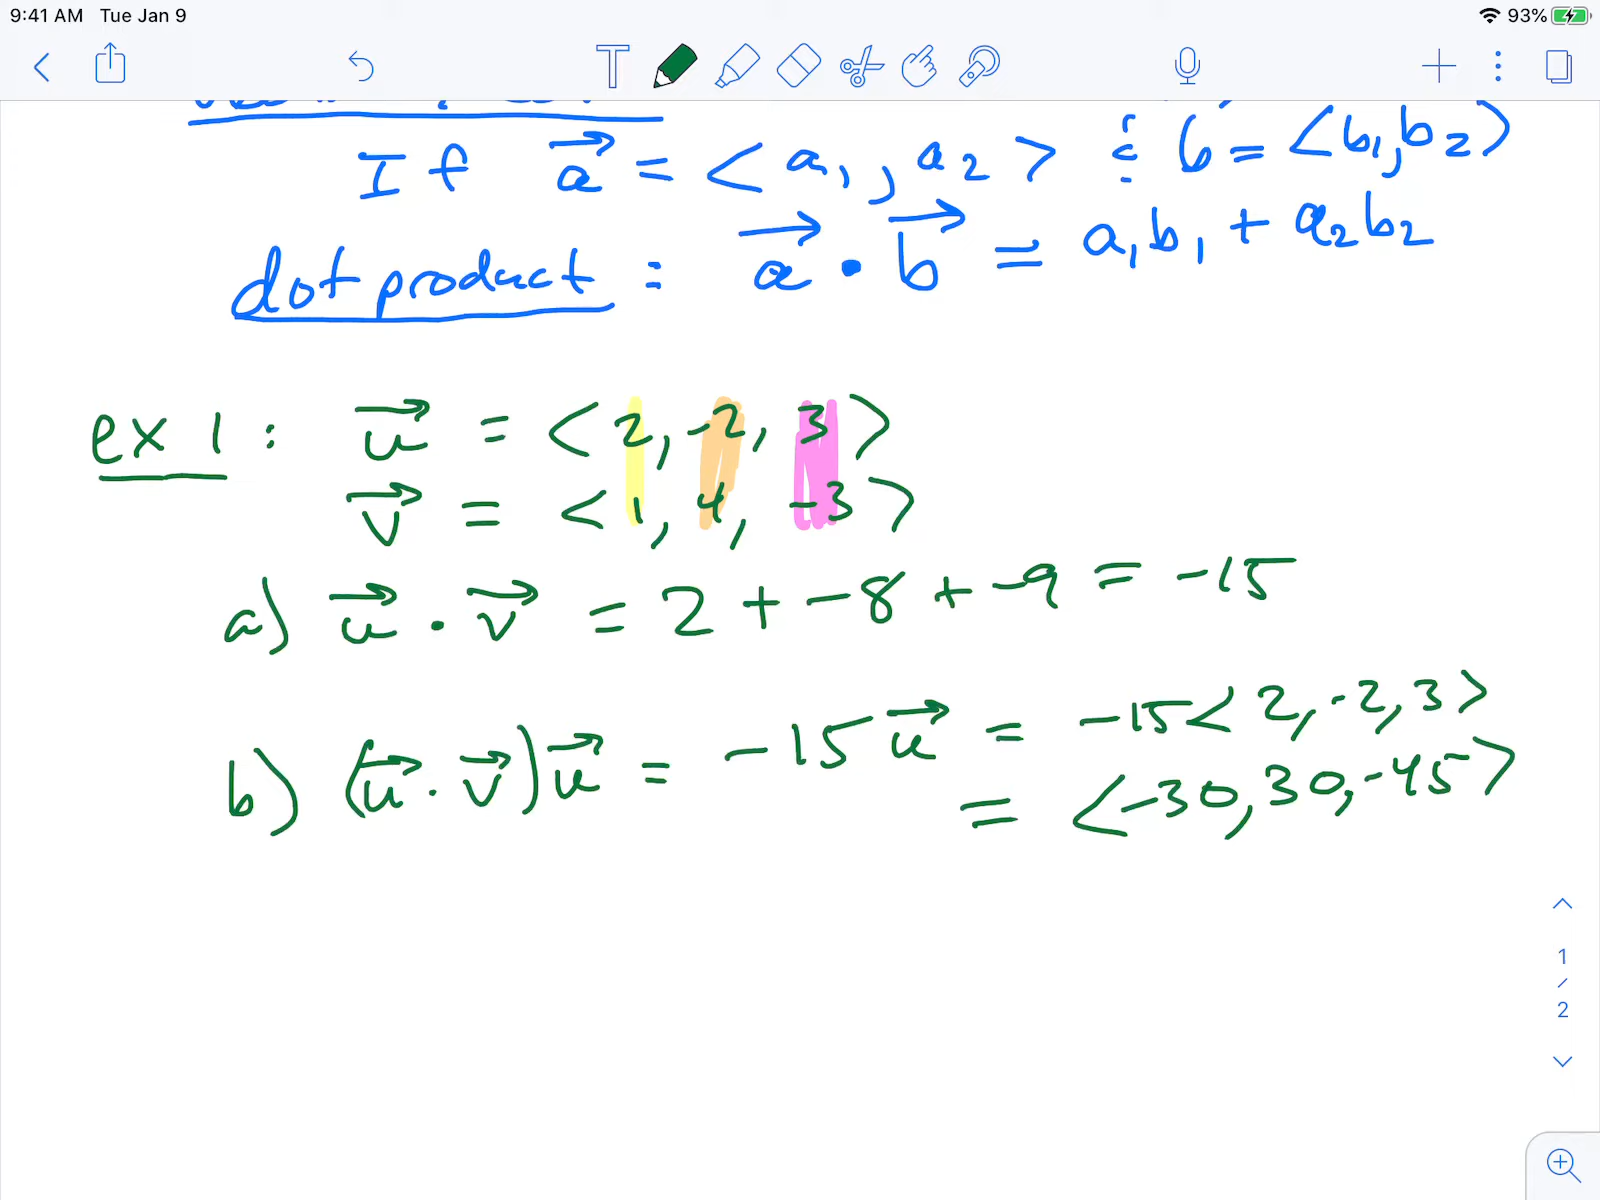 9:41 AM Tue Jan 9 93%
If a⃗ = < a₁, a₂ > & b = <b₁, b₂>
dot product : a⃗ • b⃗ = a₁b₁ + a₂b₂
ex 1 : u⃗ = < 2, -2, 3 >
v⃗ = < 1, 4, -3 >
a) u⃗ • v⃗ = 2 + -8 + -9 = -15
b) (u⃗ • v⃗)u⃗ = -15u⃗ = -15< 2, -2, 3 >
= <-30, 30, -45>
1
/
2